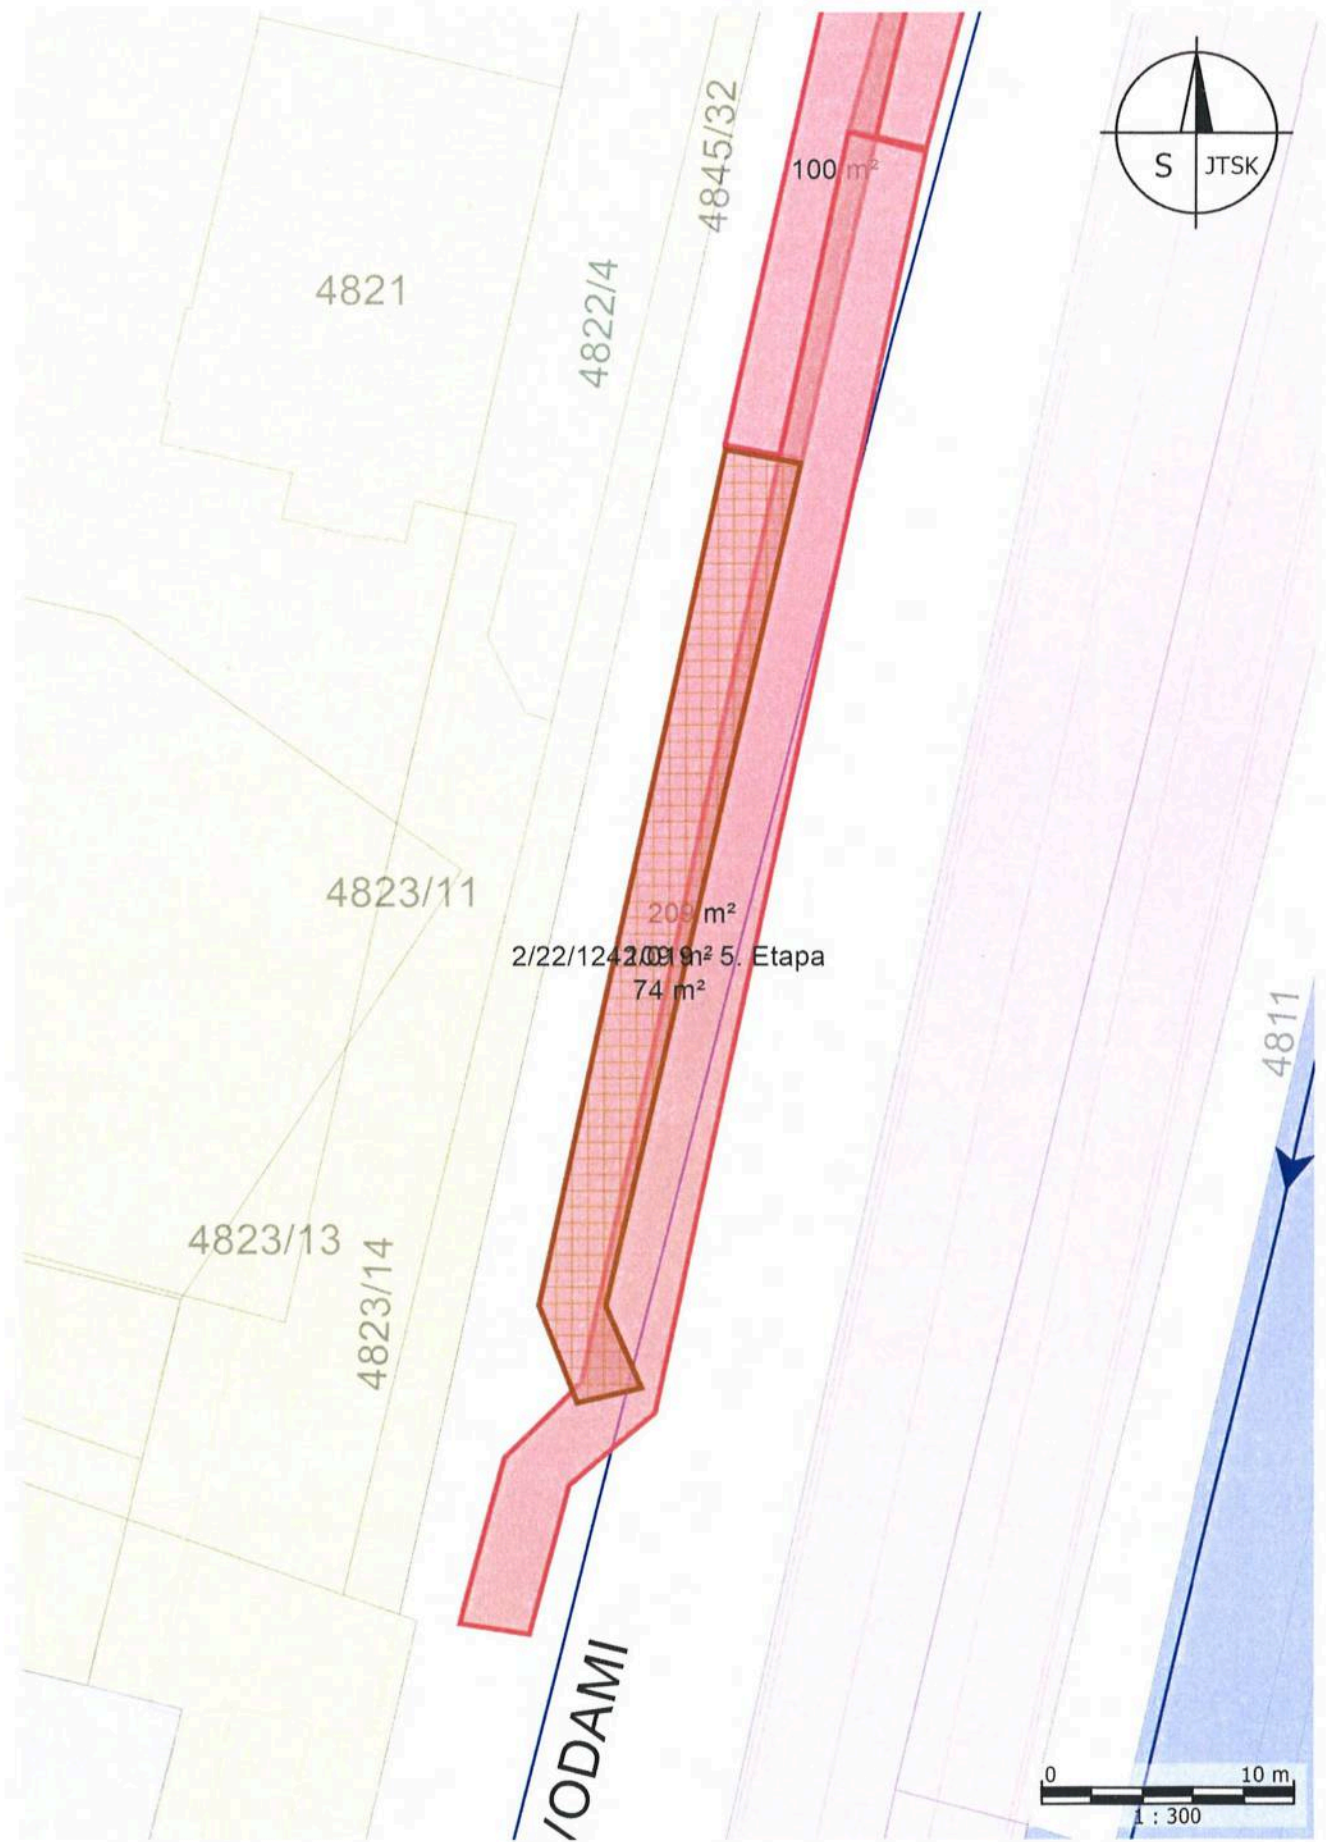 4845/32
100 m²
S JTSK
4821
4822/4
4823/11
209 m²
5. Etapa
74 m²
4811
4823/13
4823/14
VODAMI
0 10 m
1 : 300